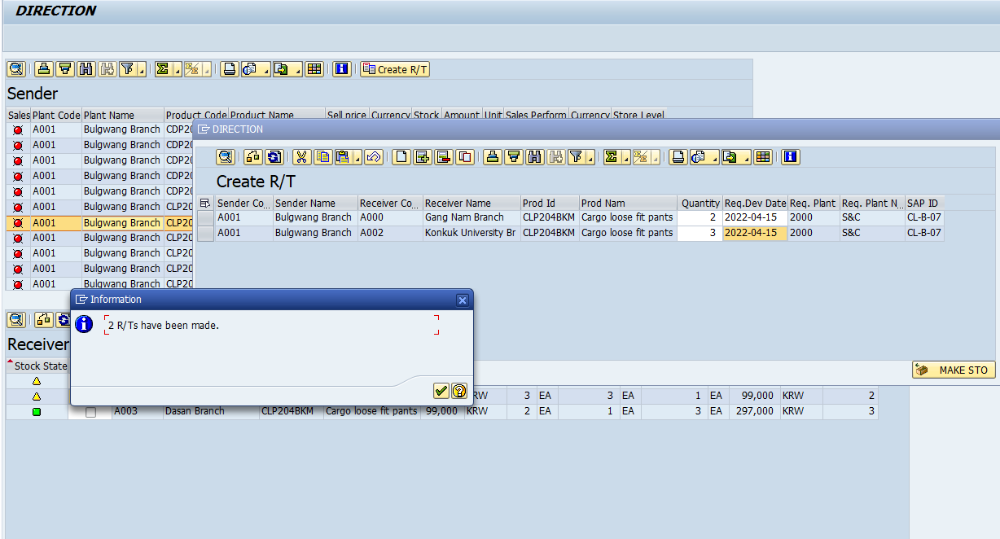 DIRECTION
Create R/T
Sender
Sales Plant Code Plant Name Product Code Product Name Sell price Currency Stock Amount Unit Sales Perform Currency Store Level
A001 Bulgwang Branch CDP20
A001 Bulgwang Branch CDP20
A001 Bulgwang Branch CDP20
A001 Bulgwang Branch CDP20
A001 Bulgwang Branch CDP20
A001 Bulgwang Branch CLP20
A001 Bulgwang Branch CLP20
A001 Bulgwang Branch CLP20
A001 Bulgwang Branch CLP20
A001 Bulgwang Branch CLP20
A001 Bulgwang Branch CLP20
DIRECTION
Create R/T
Sender Co... Sender Name Receiver Co... Receiver Name Prod Id Prod Nam Quantity Req.Dev Date Req. Plant Req. Plant N... SAP ID
A001 Bulgwang Branch A000 Gang Nam Branch CLP204BKM Cargo loose fit pants 2 2022-04-15 2000 S&C CL-B-07
A001 Bulgwang Branch A002 Konkuk University Br CLP204BKM Cargo loose fit pants 3 2022-04-15 2000 S&C CL-B-07
MAKE STO
Information
2 R/Ts have been made.
Receiver
Stock State
RW 3 EA 3 EA 1 EA 99,000 KRW 2
A003 Dasan Branch CLP204BKM Cargo loose fit pants 99,000 KRW 2 EA 1 EA 3 EA 297,000 KRW 3